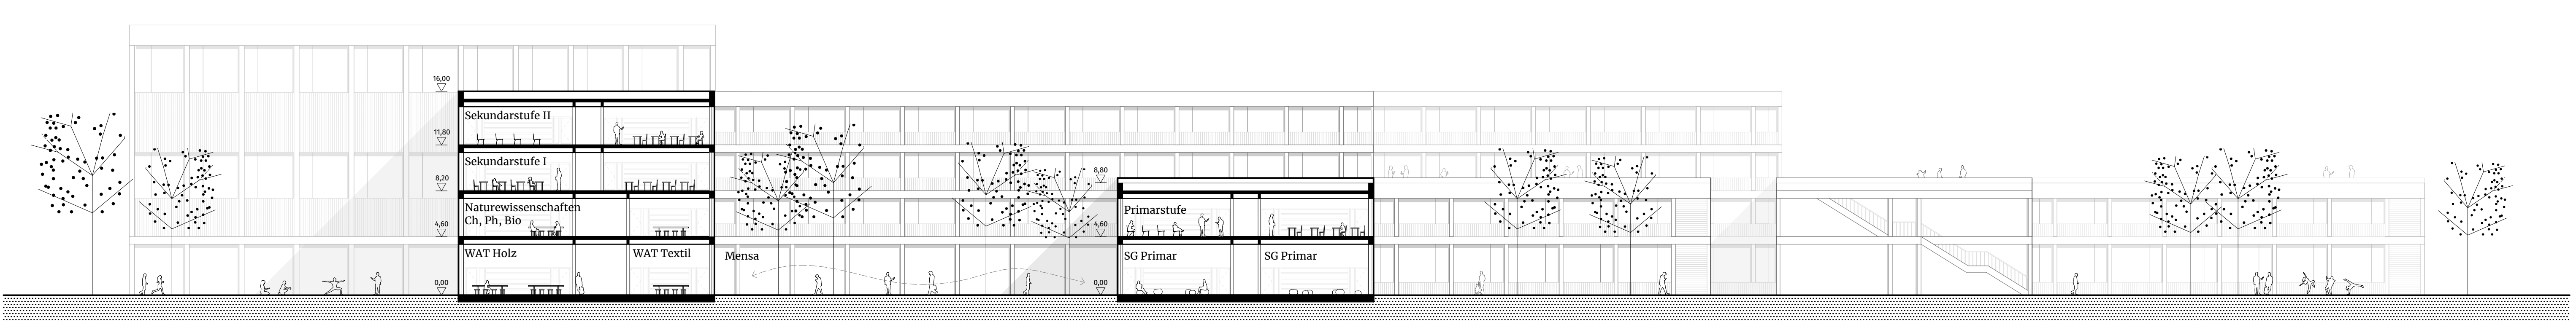 16,00
11,80
8,20
4,60
0,00
Sekundarstufe II
Sekundarstufe I
Naturewissenschaften
Ch, Ph, Bio
WAT Holz
WAT Textil
Mensa
8,80
4,60
0,00
Primarstufe
SG Primar
SG Primar